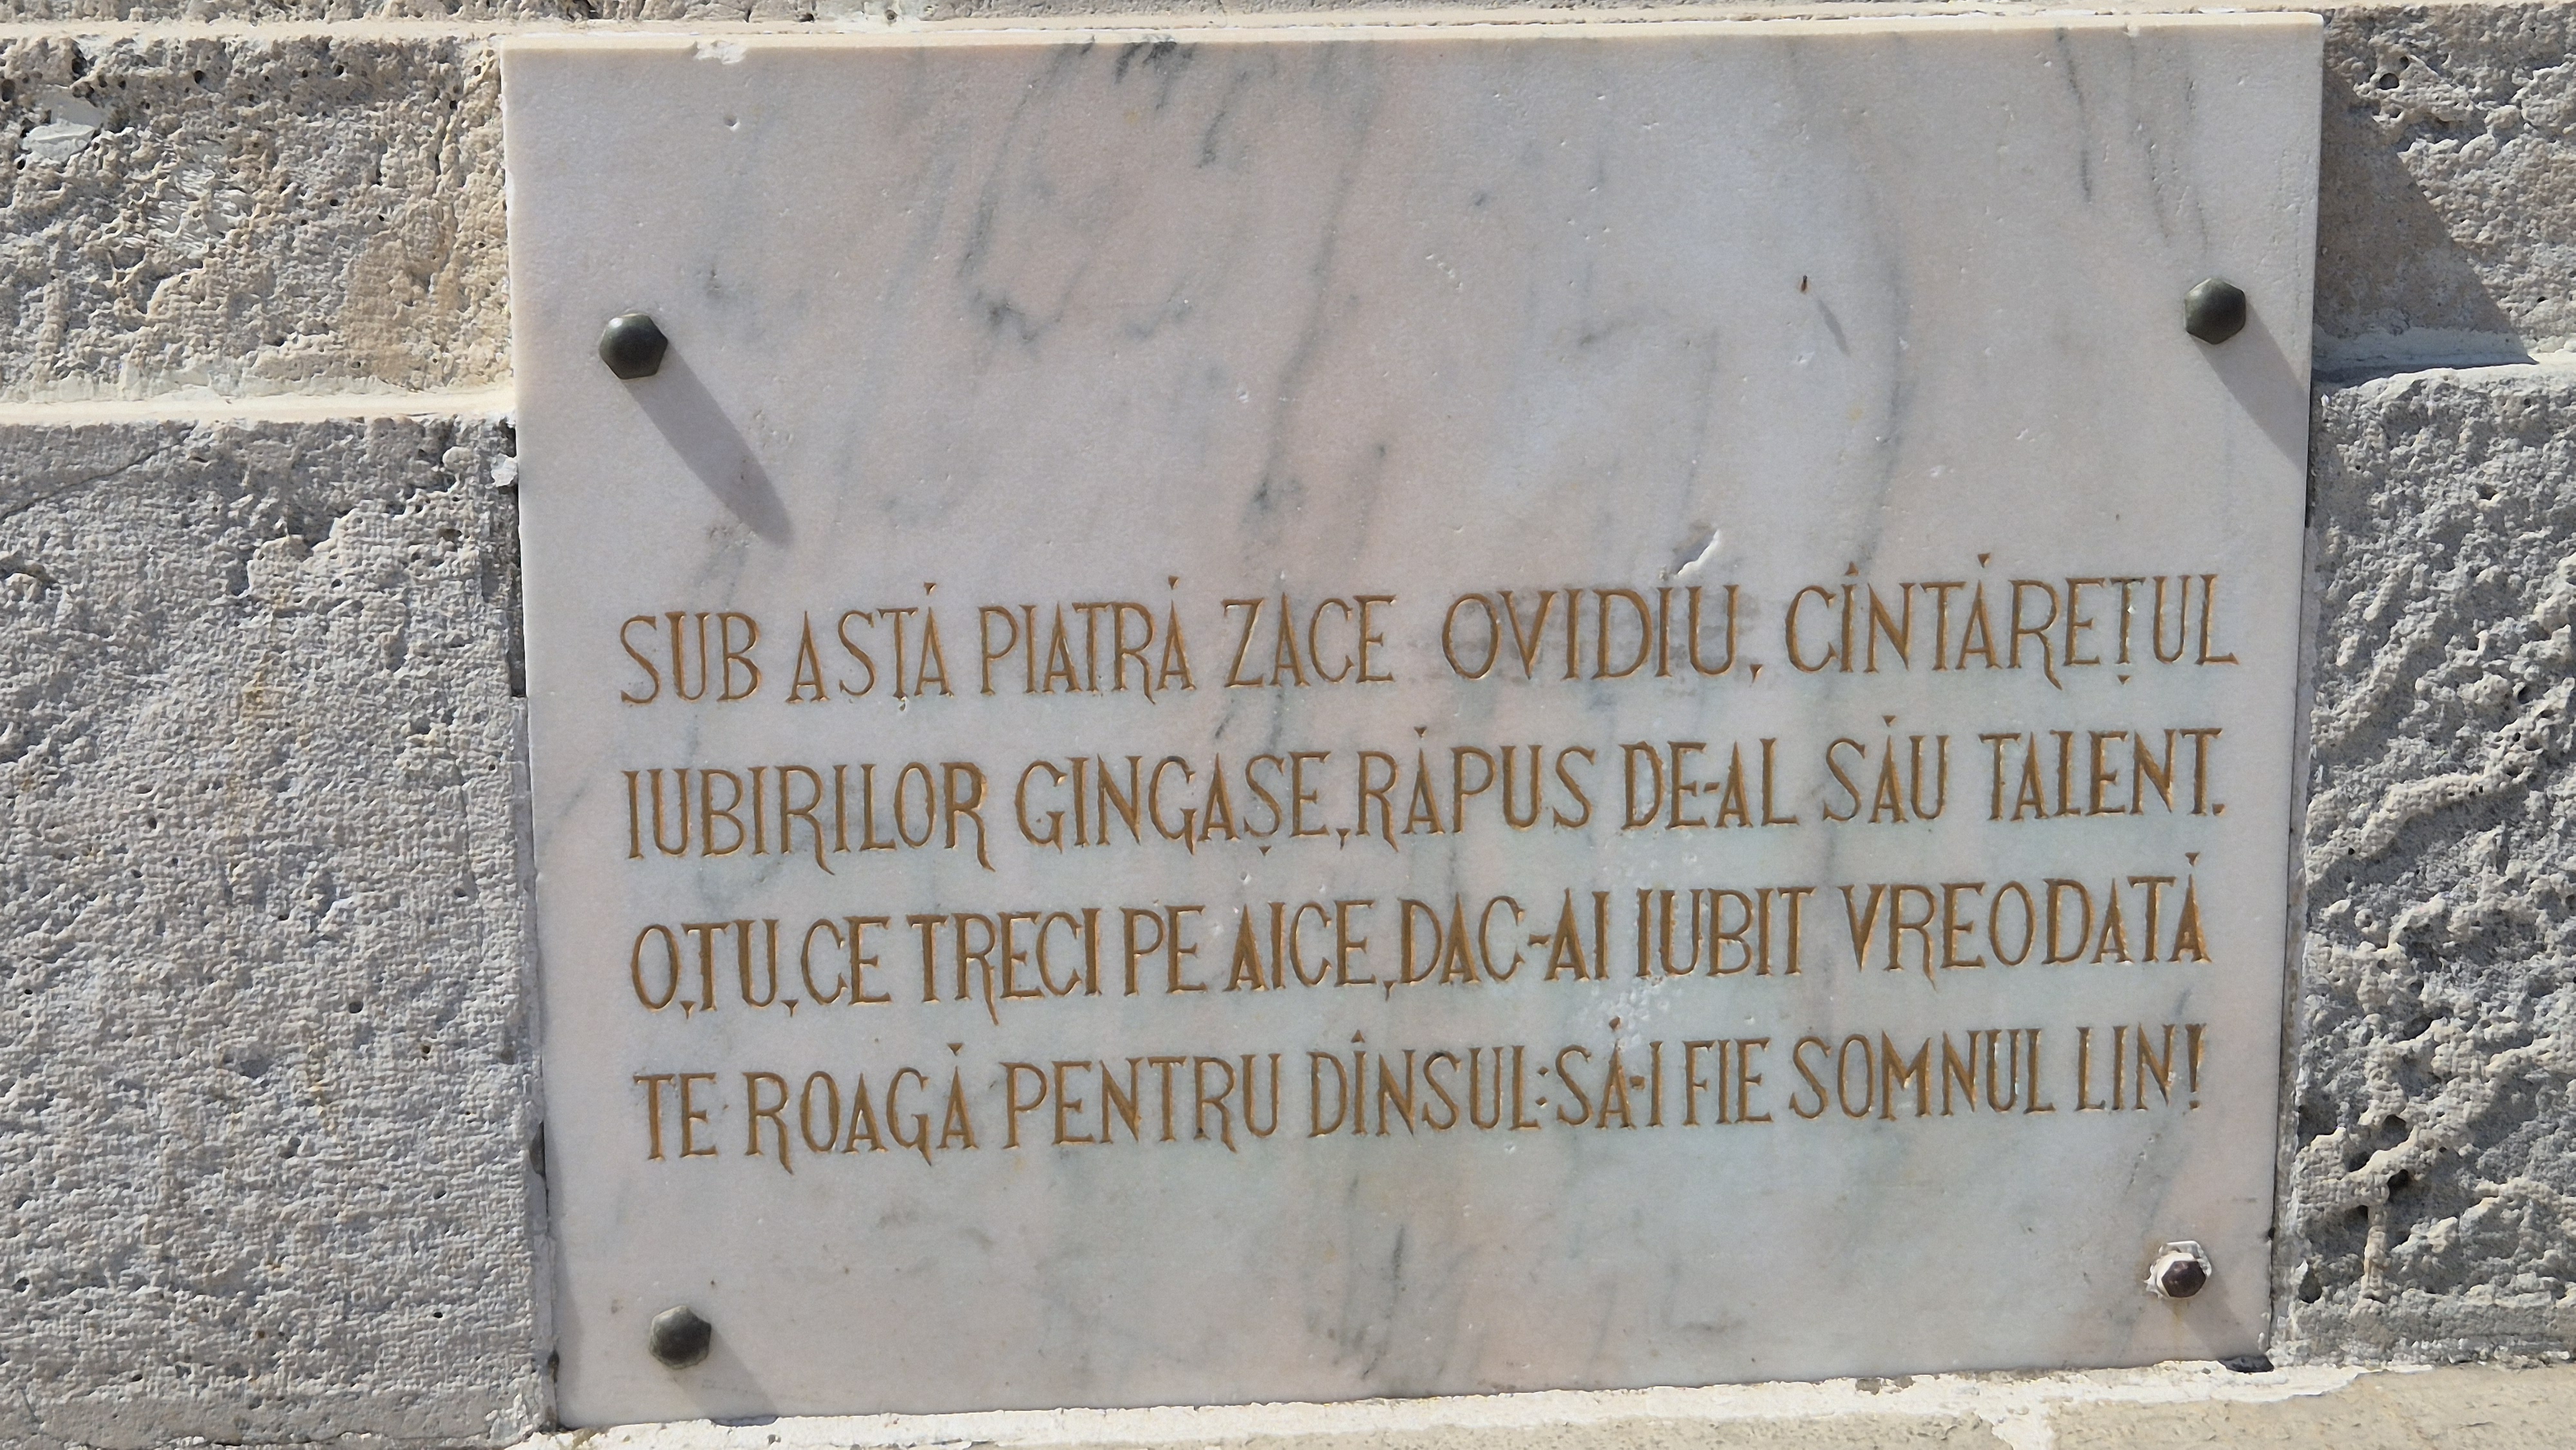 SUB ASȚĂ PIATRĂ ZACE OVIDIU, CÎNTĂREȚUL
IUBIRILOR GINGAȘE, RĂPUS DE-AL SĂU TALENT.
O, TU, CE TRECI PE AICE, DAC-AI IUBIT VREODATĂ
TE ROAGĂ PENTRU DÎNSUL: SĂ-I FIE SOMNUL LIN!